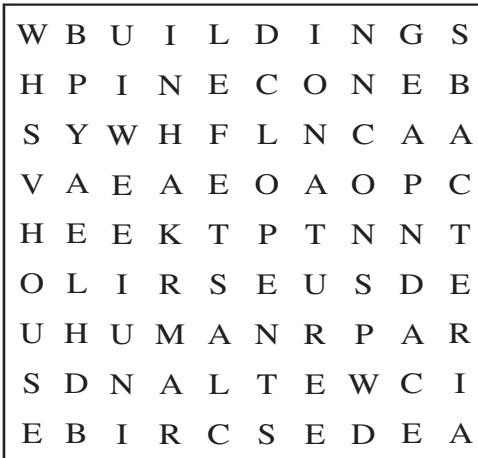 W B U I L D I N G S
H P I N E C O N E B
S Y W H F L N C A A
V A E A E O A O P C
H E E K T P T N N T
O L I R S E U S D E
U H U M A N R P A R
S D N A L T E W C I
E B I R C S E D E A